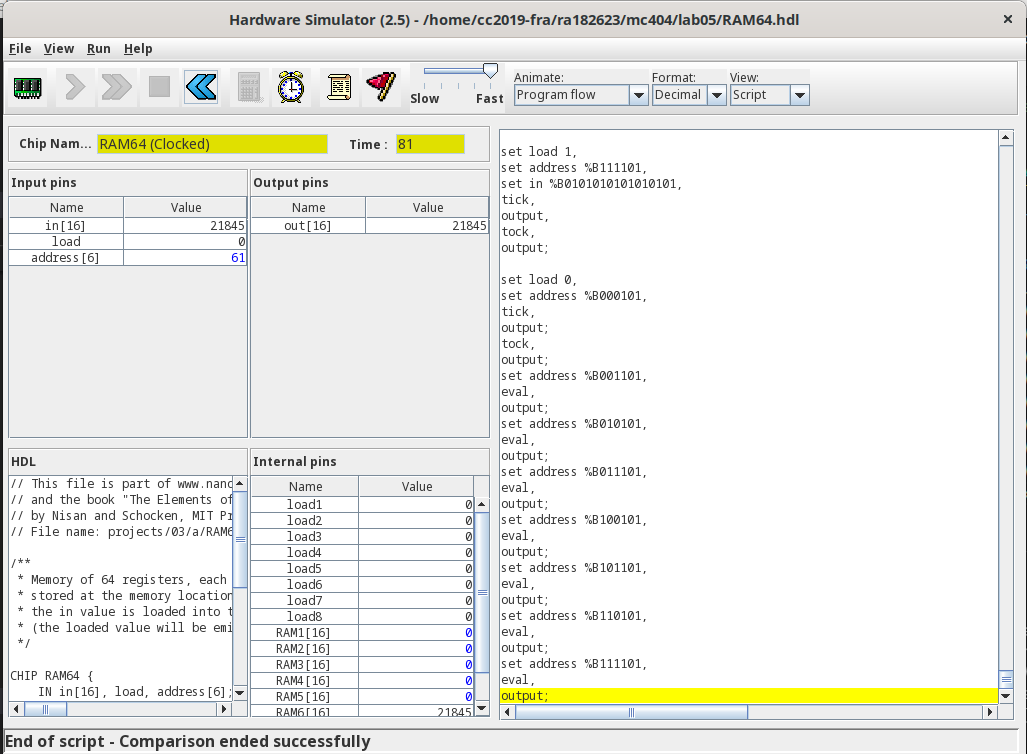 Hardware Simulator (2.5) - /home/cc2019-fra/ra182623/mc404/lab05/RAM64.hdl
File View Run Help
Slow Fast
Animate:
Program flow
Format:
Decimal
View:
Script
Chip Nam... RAM64 (Clocked) Time : 81
Input pins
Name Value
in[16] 21845
load 0
address[6] 61
Output pins
Name Value
out[16] 21845
HDL
// This file is part of www.nand
// and the book "The Elements of
// by Nisan and Schocken, MIT Pr
// File name: projects/03/a/RAM6
/**
* Memory of 64 registers, each
* stored at the memory location
* the in value is loaded into t
* (the loaded value will be emi
*/
CHIP RAM64 {
IN in[16], load, address[6];
Internal pins
Name Value
load1 0
load2 0
load3 0
load4 0
load5 0
load6 0
load7 0
load8 0
RAM1[16] 0
RAM2[16] 0
RAM3[16] 0
RAM4[16] 0
RAM5[16] 0
RAM6[16] 21845
set load 1,
set address %B111101,
set in %B0101010101010101,
tick,
output,
tock,
output;
set load 0,
set address %B000101,
tick,
output;
tock,
output;
set address %B001101,
eval,
output;
set address %B010101,
eval,
output;
set address %B011101,
eval,
output;
set address %B100101,
eval,
output;
set address %B101101,
eval,
output;
set address %B110101,
eval,
output;
set address %B111101,
eval,
output;
End of script - Comparison ended successfully